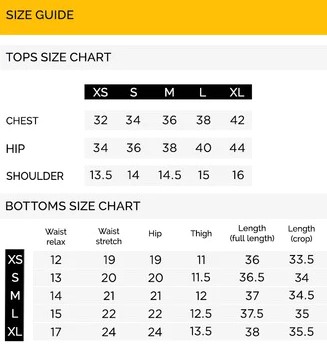 SIZE GUIDE
TOPS SIZE CHART
XS S M L XL
CHEST 32 34 36 38 42
HIP 34 36 38 40 44
SHOULDER 13.5 14 14.5 15 16
BOTTOMS SIZE CHART
Waist relax Waist stretch Hip Thigh Length (full length) Length (crop)
XS 12 19 19 11 36 33.5
S 13 20 20 11.5 36.5 34
M 14 21 21 12 37 34.5
L 15 22 22 12.5 37.5 35
XL 17 24 24 13.5 38 35.5